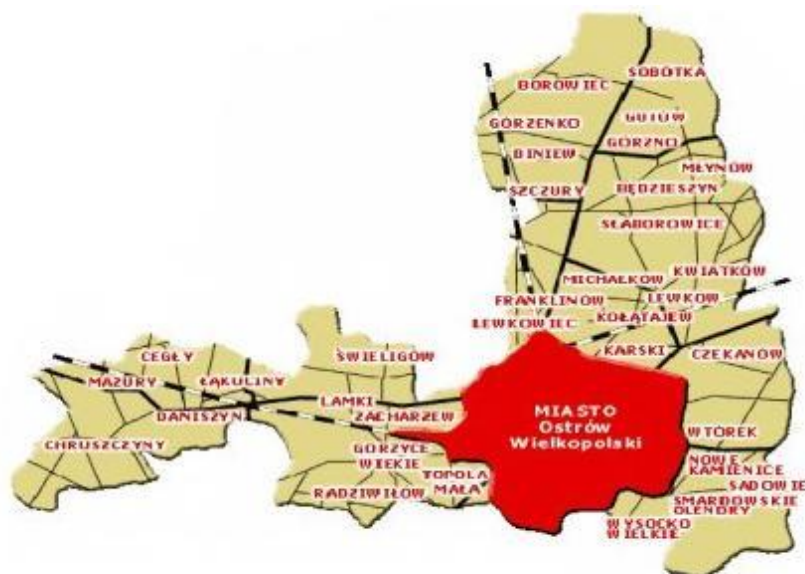 SOBÓTKA
BOROWIEC
GUTÓW
GÓRZENKO
GÓRZNO
BINIEW
MŁYNÓW
SZCZURY
BĘDZIESZYN
SŁABOROWICE
KWIATKÓW
MICHAŁKÓW
FRANKLINÓW
LEWKÓW
KOŁĄTAJEW
LEWKOWIEC
KARSKI
CZEKANÓW
CEGŁY
ŚWIELIGÓW
MAZURY
ŁĄKOCINY
LAMKI
DANISZYN
ZACHARZEW
MIASTO
Ostrów
Wielkopolski
CHRUSZCZYNY
WTÓREK
GORZYCE
WIEKIE
NOWE
KAMIENICE
TOPOLA
MAŁA
SADOWIE
RADZIWIŁÓW
SMARDOWSKIE
OLENDRY
WYSOCKO
WIELKIE